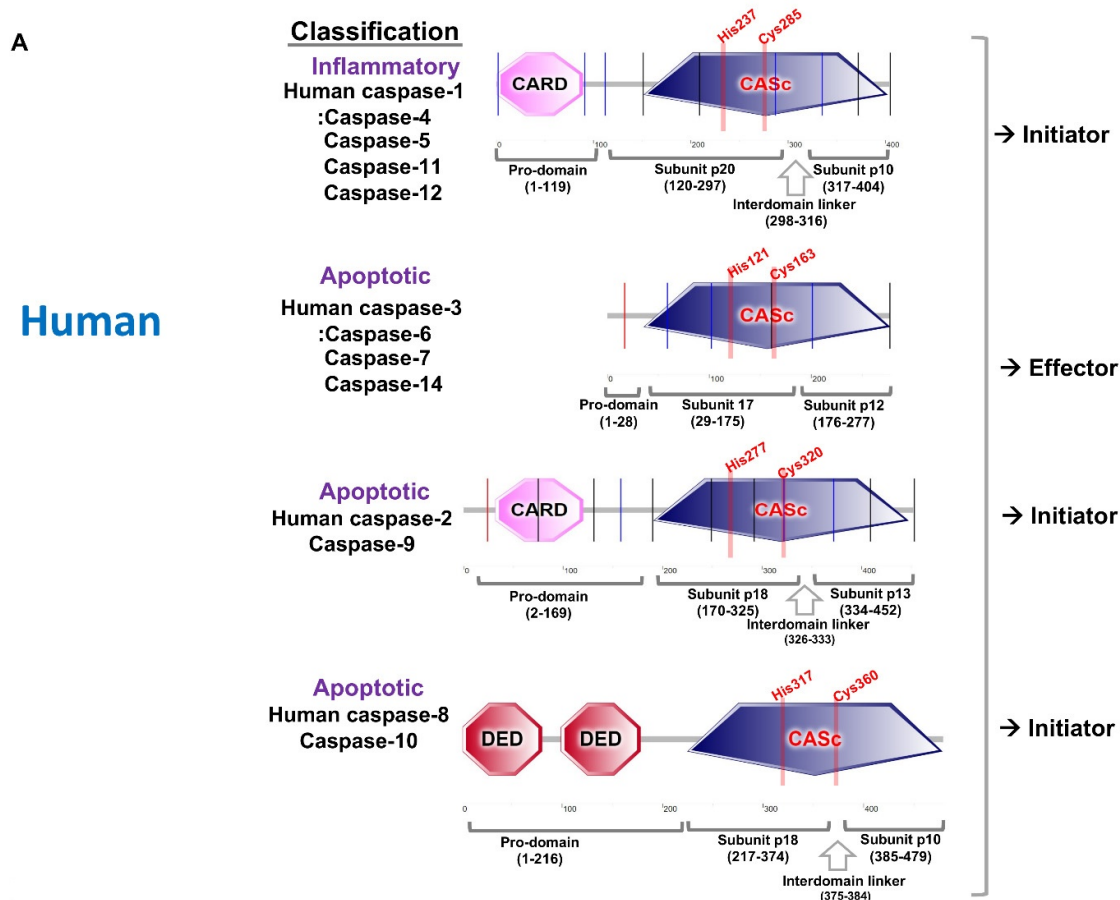 A
Classification
Inflammatory
Human caspase-1
:Caspase-4
Caspase-5
Caspase-11
Caspase-12
His237
Cys285
CARD
CASc
0 100 200 300 400
Pro-domain
(1-119)
Subunit p20
(120-297)
Subunit p10
(317-404)
Interdomain linker
(298-316)
→ Initiator
Human
Apoptotic
Human caspase-3
:Caspase-6
Caspase-7
Caspase-14
His121
Cys163
CASc
0 100 200
Pro-domain
(1-28)
Subunit 17
(29-175)
Subunit p12
(176-277)
→ Effector
Apoptotic
Human caspase-2
Caspase-9
His277
Cys320
CARD
CASc
0 100 200 300 400
Pro-domain
(2-169)
Subunit p18
(170-325)
Subunit p13
(334-452)
Interdomain linker
(326-333)
→ Initiator
Apoptotic
Human caspase-8
Caspase-10
His317
Cys360
DED
DED
CASc
0 100 200 300 400
Pro-domain
(1-216)
Subunit p18
(217-374)
Subunit p10
(385-479)
Interdomain linker
(375-384)
→ Initiator